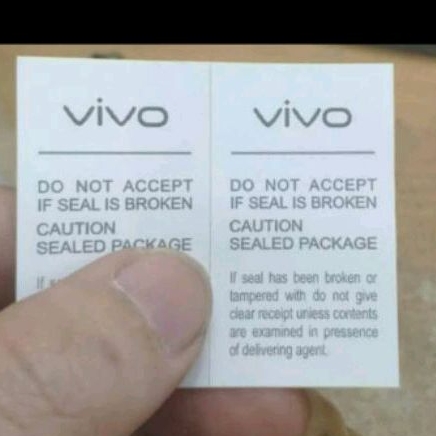 vivo
DO NOT ACCEPT
IF SEAL IS BROKEN
CAUTION
SEALED PACKAGE
If
vivo
DO NOT ACCEPT
IF SEAL IS BROKEN
CAUTION
SEALED PACKAGE
If seal has been broken or
tampered with do not give
clear receipt uniess contents
are examined in pressence
of delivering agent.